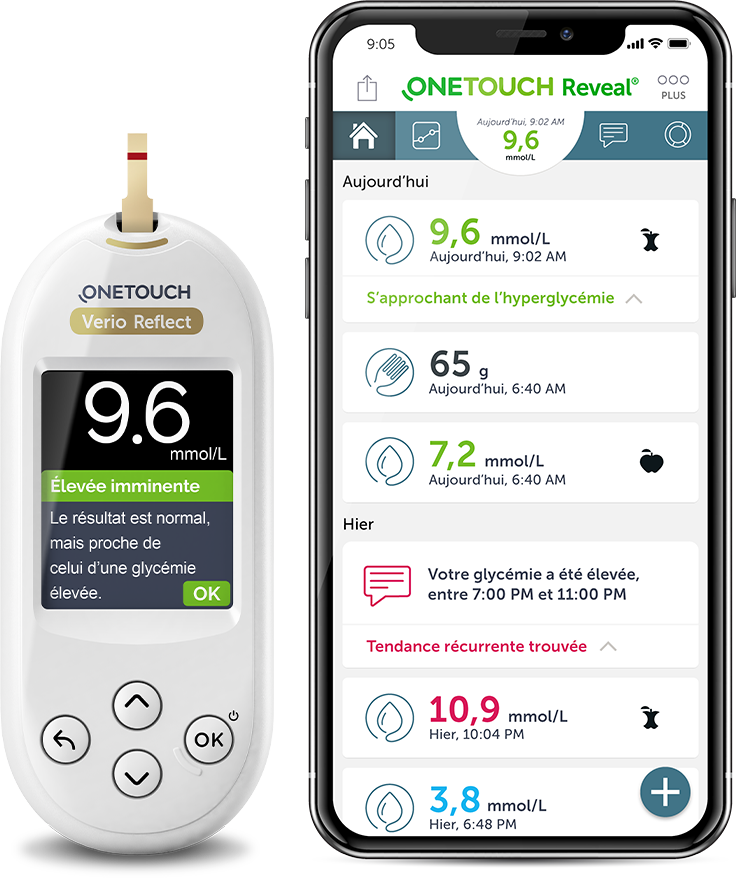 ONETOUCH
Verio Reflect
9.6
mmol/L
Élevée imminente
Le résultat est normal,
mais proche de
celui d'une glycémie
élevée.
OK
OK
9:05
ONETOUCH Reveal®
PLUS
Aujourd'hui, 9:02 AM
9,6
mmol/L
Aujourd'hui
9,6 mmol/L
Aujourd'hui, 9:02 AM
S'approchant de l'hyperglycémie
65 g
Aujourd'hui, 6:40 AM
7,2 mmol/L
Aujourd'hui, 6:40 AM
Hier
Votre glycémie a été élevée,
entre 7:00 PM et 11:00 PM
Tendance récurrente trouvée
10,9 mmol/L
Hier, 10:04 PM
3,8 mmol/L
Hier, 6:48 PM